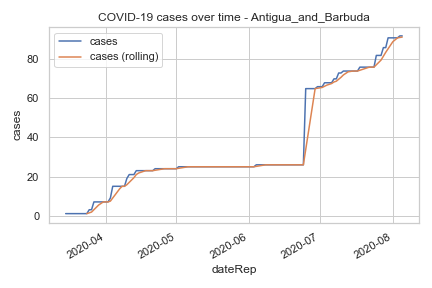 COVID-19 cases over time - Antigua_and_Barbuda
cases
cases (rolling)
80
60
40
20
0
cases
2020-04
2020-05
2020-06
2020-07
2020-08
dateRep